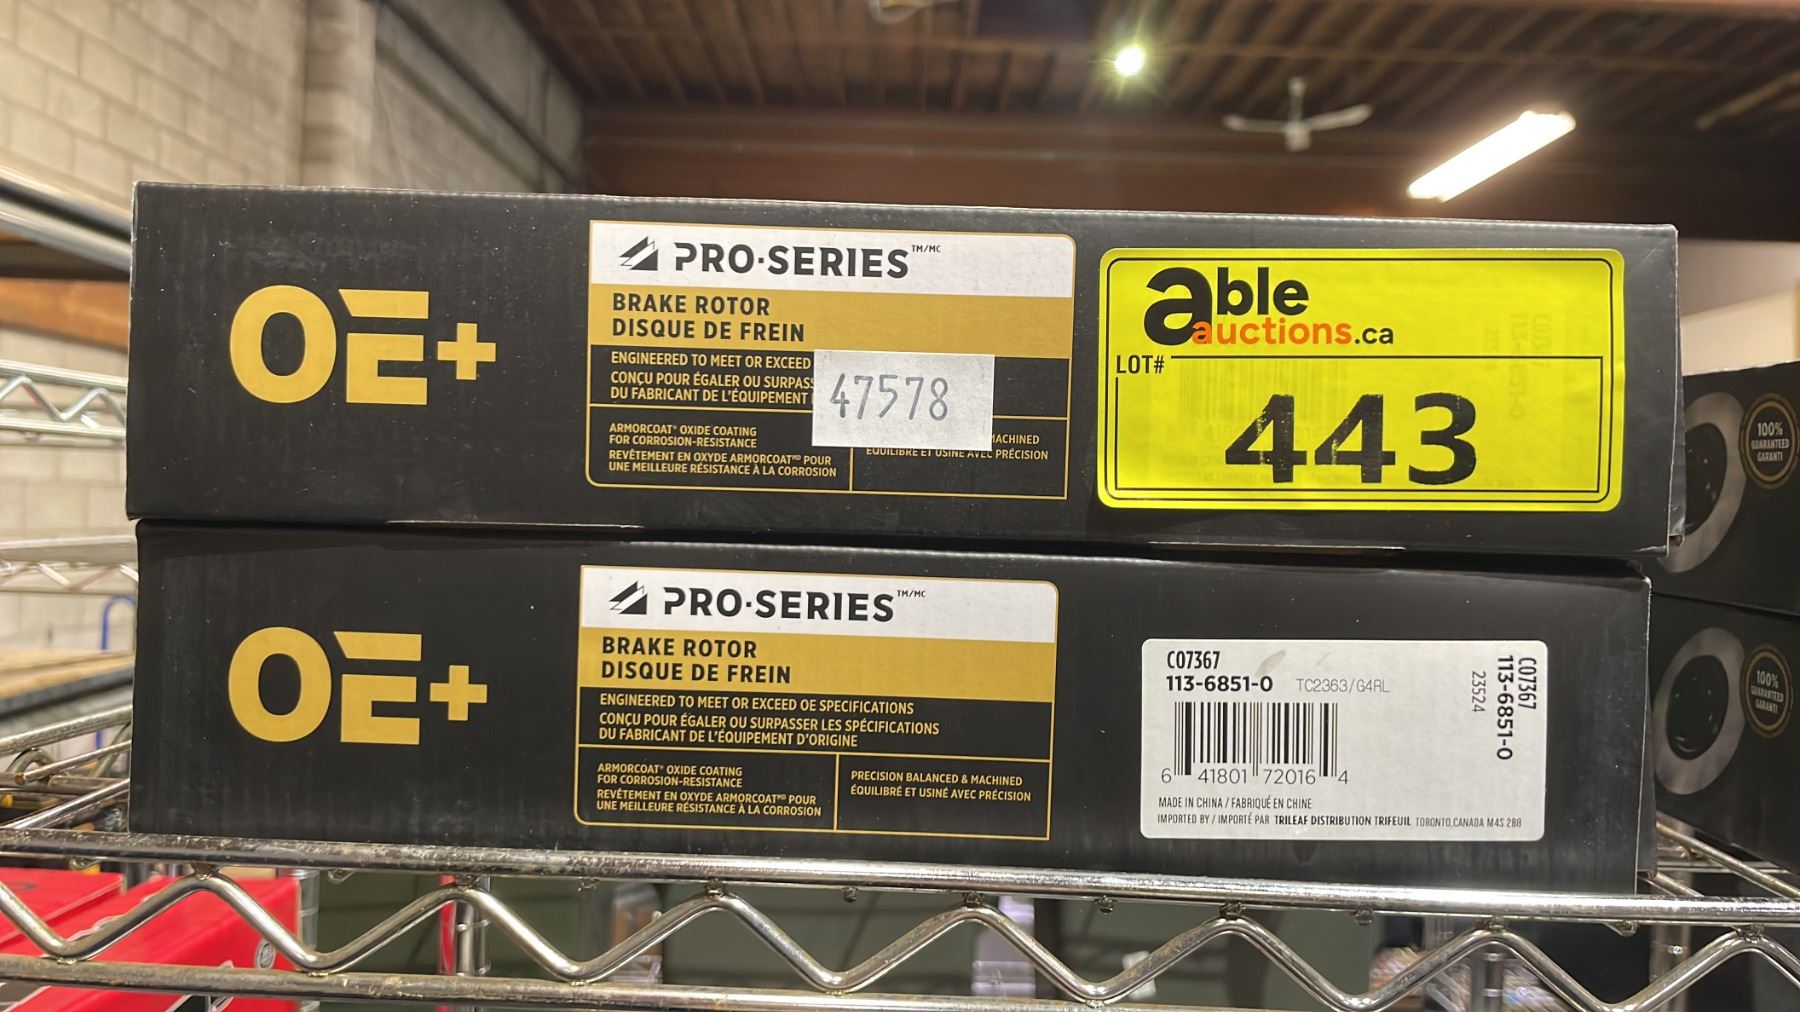 OE+
PRO·SERIES™/MC
BRAKE ROTOR
DISQUE DE FREIN
ENGINEERED TO MEET OR EXCEED
CONÇU POUR ÉGALER OU SURPAS
DU FABRICANT DE L'ÉQUIPEMENT
47578
ARMORCOAT® OXIDE COATING
FOR CORROSION-RESISTANCE
REVÊTEMENT EN OXYDE ARMORCOATᴹᴰ POUR
UNE MEILLEURE RÉSISTANCE À LA CORROSION
MACHINED
ÉQUILIBRÉ ET USINÉ AVEC PRÉCISION
able
auctions.ca
LOT#
443
100%
GUARANTEED
GARANTI
OE+
PRO·SERIES™/MC
BRAKE ROTOR
DISQUE DE FREIN
ENGINEERED TO MEET OR EXCEED OE SPECIFICATIONS
CONÇU POUR ÉGALER OU SURPASSER LES SPÉCIFICATIONS
DU FABRICANT DE L'ÉQUIPEMENT D'ORIGINE
ARMORCOAT® OXIDE COATING
FOR CORROSION-RESISTANCE
REVÊTEMENT EN OXYDE ARMORCOATᴹᴰ POUR
UNE MEILLEURE RÉSISTANCE À LA CORROSION
PRECISION BALANCED & MACHINED
ÉQUILIBRÉ ET USINÉ AVEC PRÉCISION
C07367
113-6851-0 TC2363/G4RL
6 41801 72016 4
MADE IN CHINA / FABRIQUÉ EN CHINE
IMPORTED BY / IMPORTÉ PAR TRILEAF DISTRIBUTION TRIFEUIL TORONTO, CANADA M4S 2B8
C07367
113-6851-0
23524
100%
GUARANTEED
GARANTI